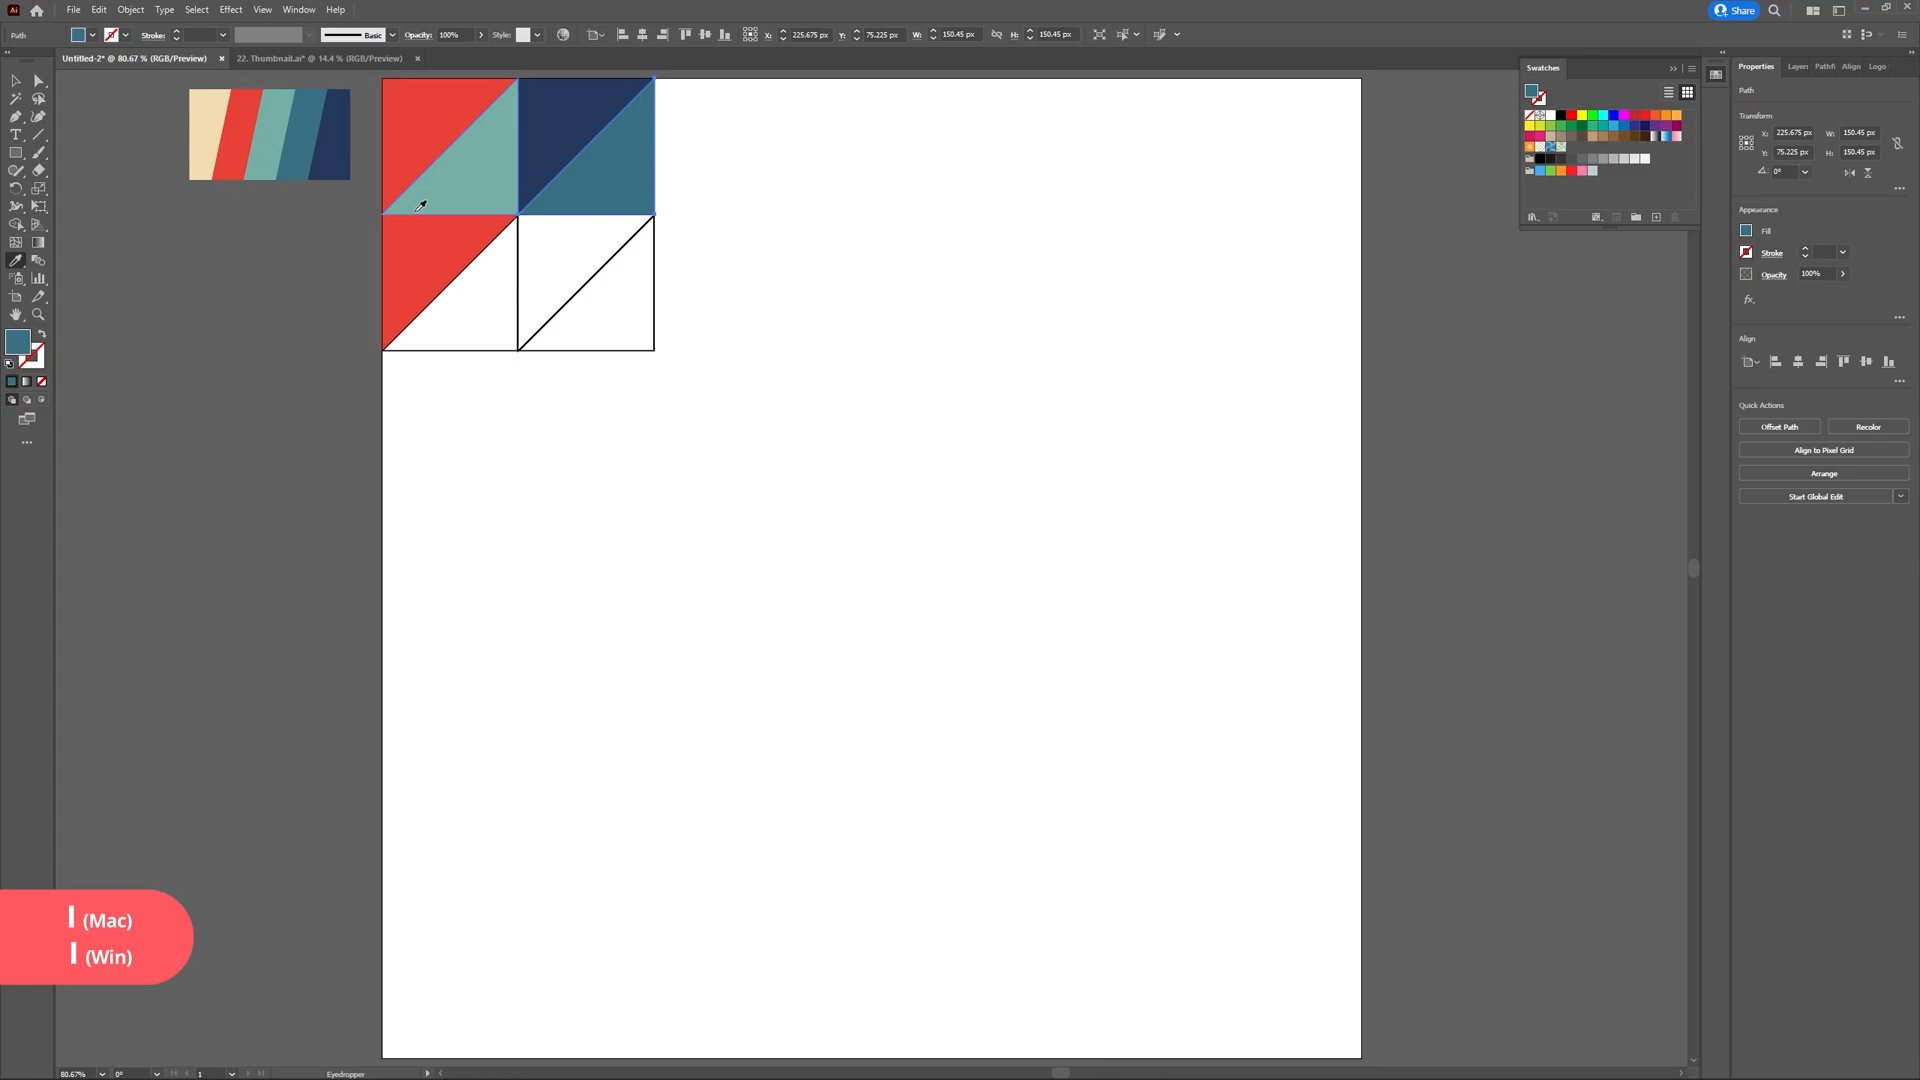 Ai
File Edit Object Type Select Effect View Window Help
Share
Path Stroke: Basic Opacity: 100% Style: X: 225.675 px Y: 75.225 px W: 150.45 px H: 150.45 px
Untitled-2* @ 80.67 % (RGB/Preview) × 22. Thumbnail.ai* @ 14.4 % (RGB/Preview) ×
Swatches
Properties Layers Pathfi Align Logo
Path
Transform
X: 225.675 px W: 150.45 px
Y: 75.225 px H: 150.45 px
0°
Appearance
Fill
Stroke
Opacity 100%
fx.
Align
Quick Actions
Offset Path Recolor
Align to Pixel Grid
Arrange
Start Global Edit
I (Mac)
I (Win)
80.67% 0° 1 Eyedropper